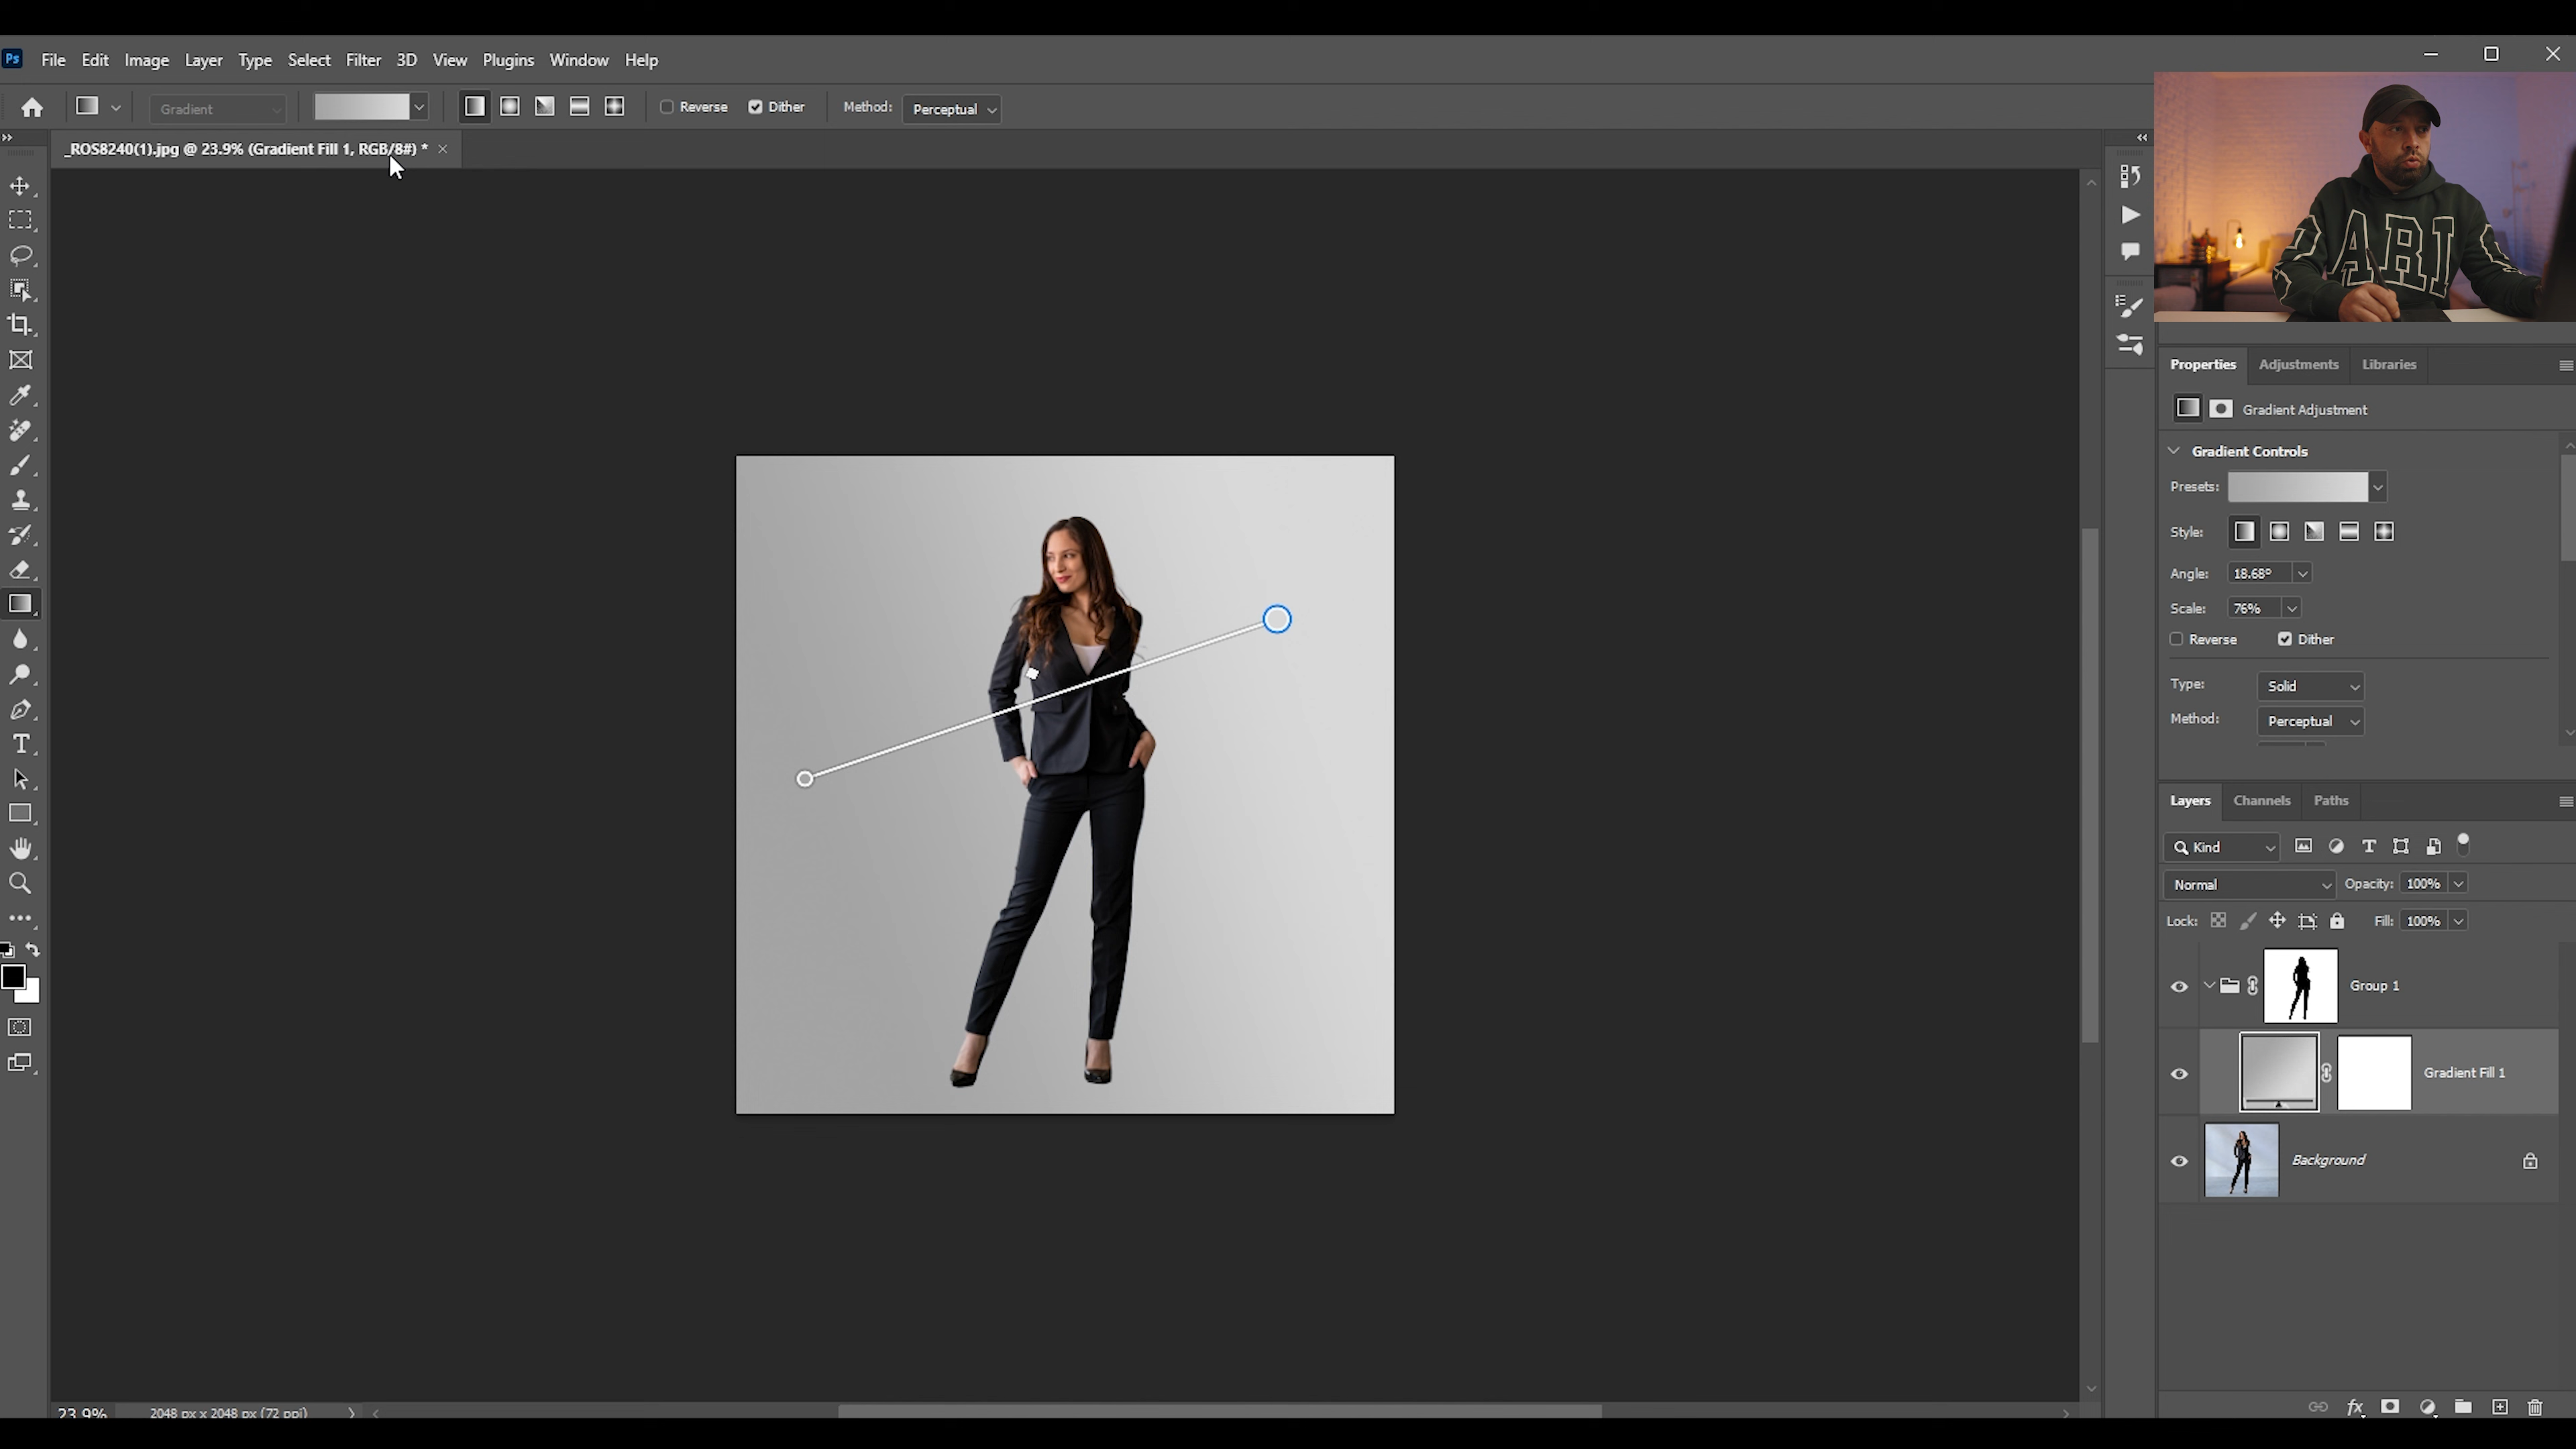 Ps File Edit Image Layer Type Select Filter 3D View Plugins Window Help
Gradient Reverse Dither Method: Perceptual
_ROS8240(1).jpg @ 23.9% (Gradient Fill 1, RGB/8#) * ×
PARIS
Properties Adjustments Libraries
Gradient Adjustment
Gradient Controls
Presets:
Style:
Angle: 18.68°
Scale: 76%
Reverse Dither
Type: Solid
Method: Perceptual
Layers Channels Paths
Kind
Normal Opacity: 100%
Lock: Fill: 100%
Group 1
Gradient Fill 1
Background
23.9% 2048 px x 2048 px (72 ppi)
fx